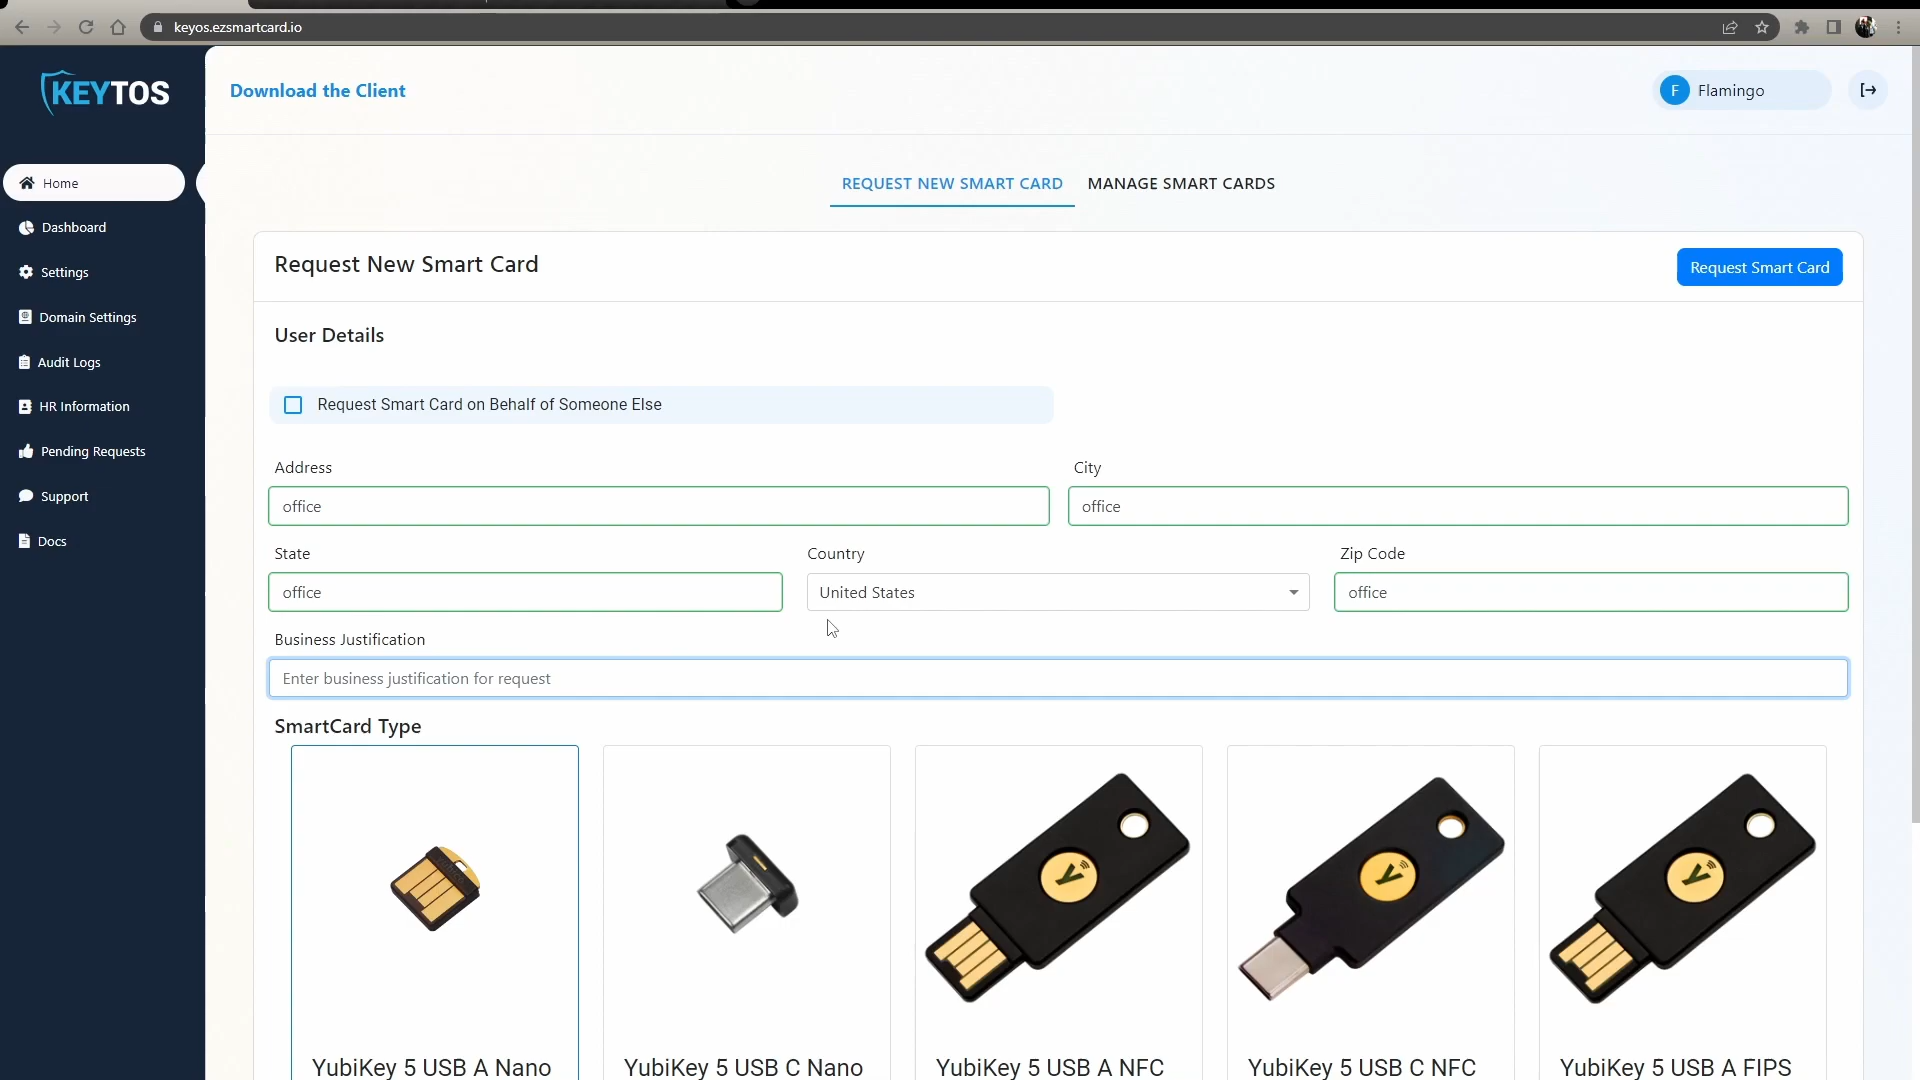 keyos.ezsmartcard.io
KEYTOS
Download the Client
F Flamingo
Home
Dashboard
Settings
Domain Settings
Audit Logs
HR Information
Pending Requests
Support
Docs
REQUEST NEW SMART CARD MANAGE SMART CARDS
Request New Smart Card
Request Smart Card
User Details
Request Smart Card on Behalf of Someone Else
Address City
office office
State Country Zip Code
office United States office
Business Justification
Enter business justification for request
SmartCard Type
YubiKey 5 USB A Nano YubiKey 5 USB C Nano YubiKey 5 USB A NFC YubiKey 5 USB C NFC YubiKey 5 USB A FIPS